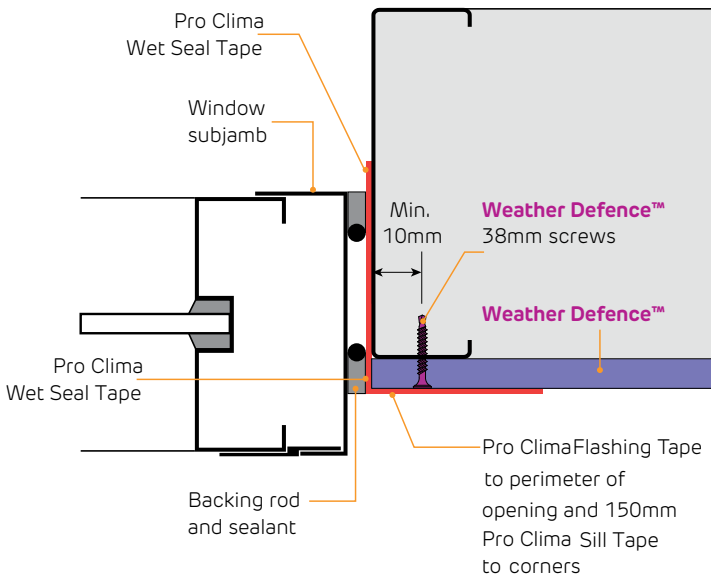 Pro Clima
Wet Seal Tape
Window
subjamb
Min.
10mm
Weather Defence™
38mm screws
Weather Defence™
Pro Clima
Wet Seal Tape
Backing rod
and sealant
Pro ClimaFlashing Tape
to perimeter of
opening and 150mm
Pro Clima Sill Tape
to corners